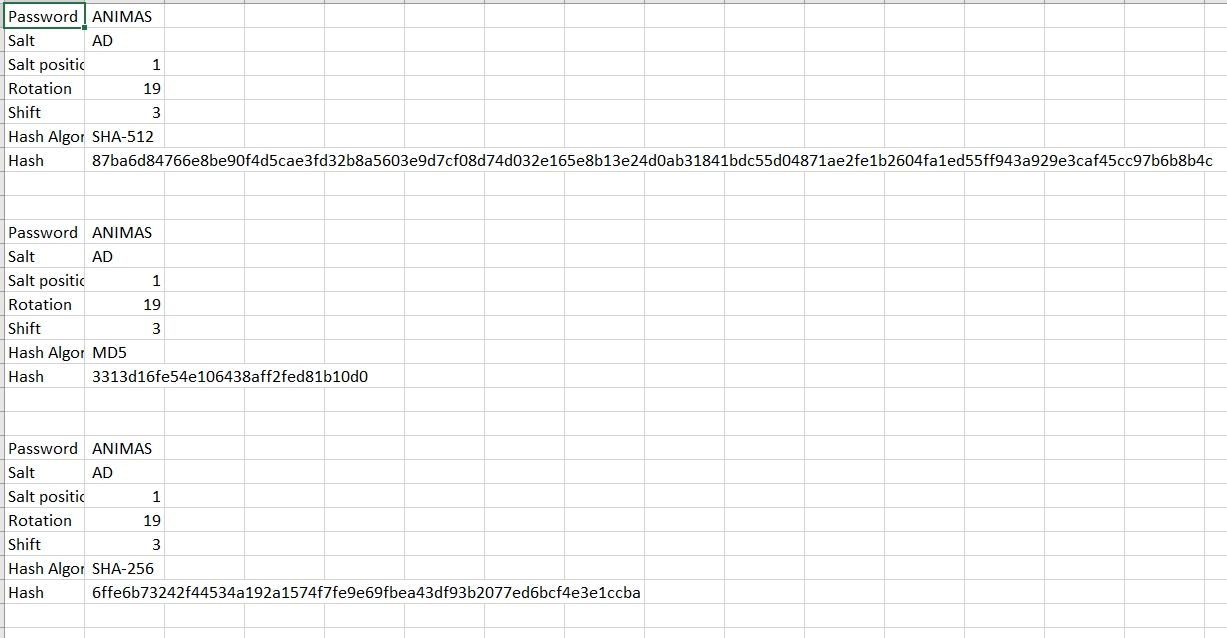 Password ANIMAS
Salt AD
Salt positic 1
Rotation 19
Shift 3
Hash Algor SHA-512
Hash 87ba6d84766e8be90f4d5cae3fd32b8a5603e9d7cf08d74d032e165e8b13e24d0ab31841bdc55d04871ae2fe1b2604fa1ed55ff943a929e3caf45cc97b6b8b4c
Password ANIMAS
Salt AD
Salt positic 1
Rotation 19
Shift 3
Hash Algor MD5
Hash 3313d16fe54e106438aff2fed81b10d0
Password ANIMAS
Salt AD
Salt positic 1
Rotation 19
Shift 3
Hash Algor SHA-256
Hash 6ffe6b73242f44534a192a1574f7fe9e69fbea43df93b2077ed6bcf4e3e1ccba